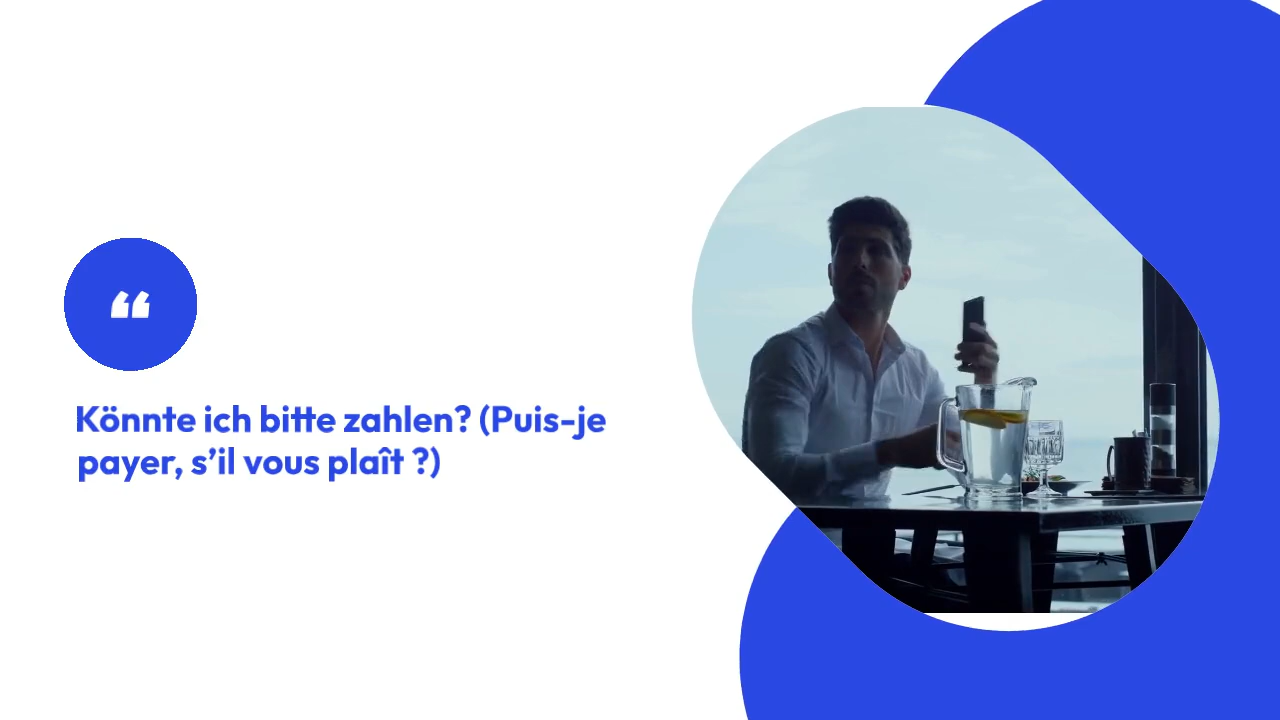 “
Könnte ich bitte zahlen? (Puis-je
payer, s’il vous plaît ?)